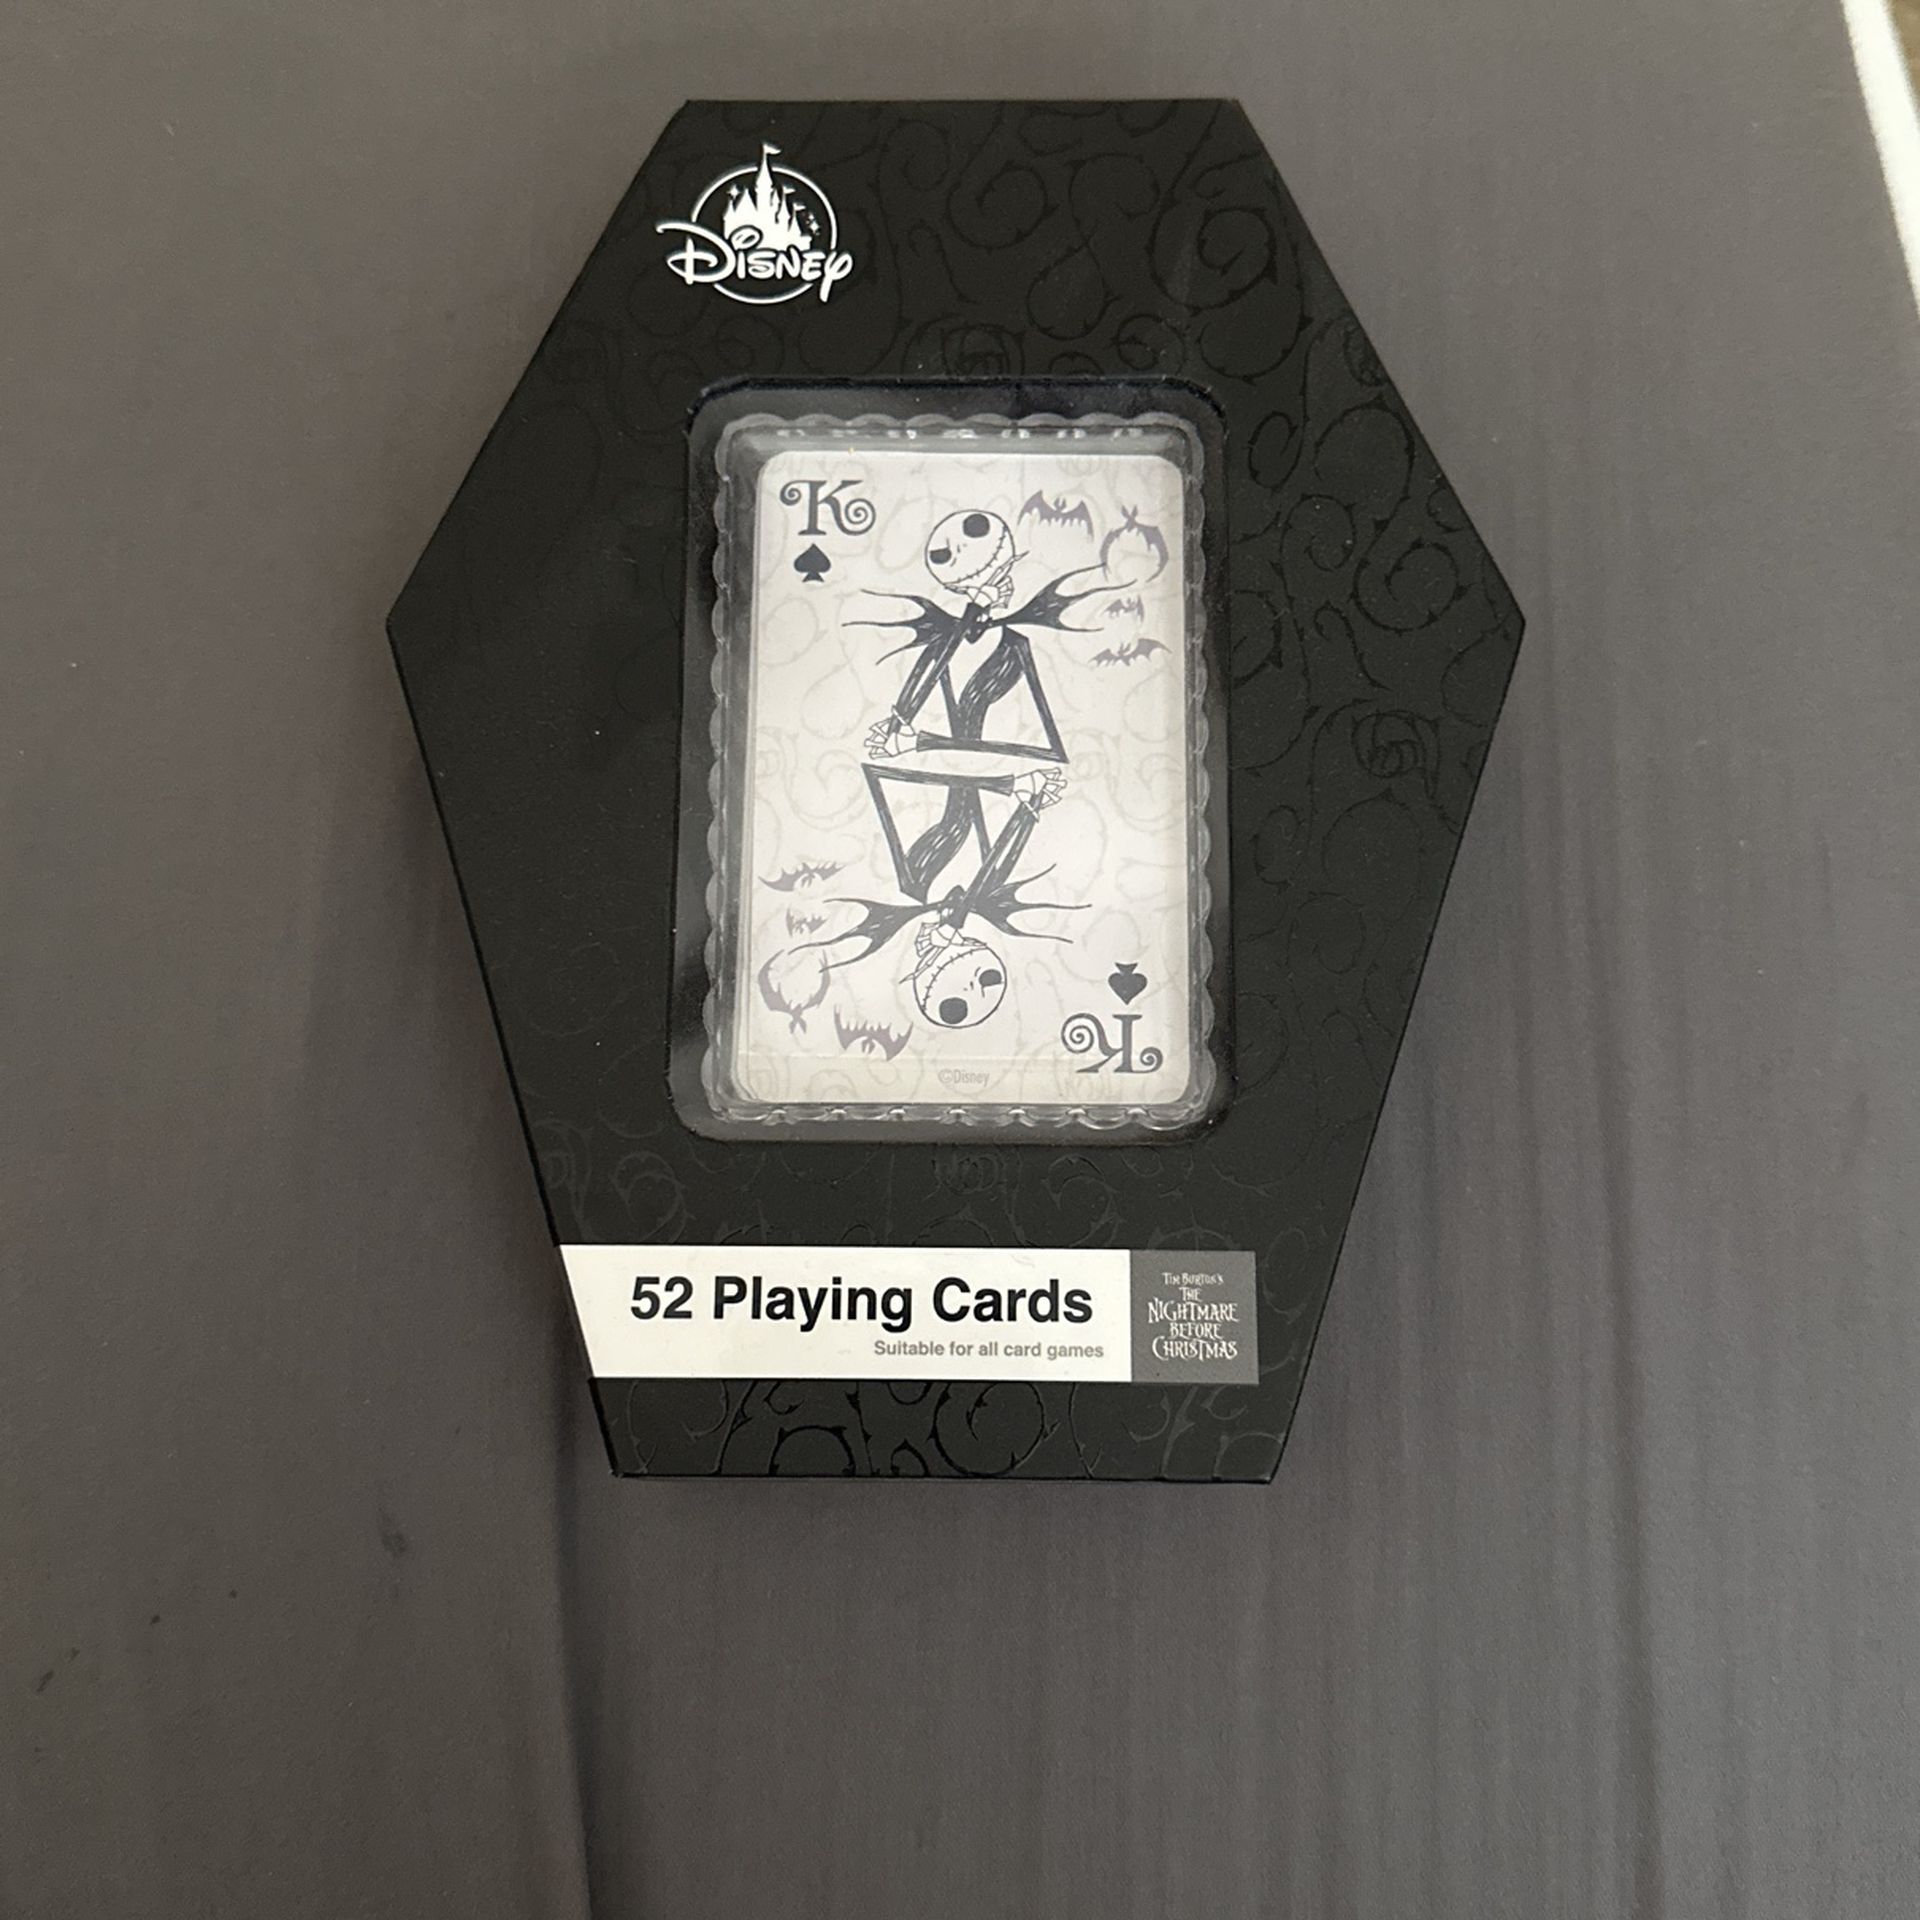 Disney
K
©Disney
K
52 Playing Cards
Suitable for all card games
TIM BURTON'S
THE
NIGHTMARE
BEFORE
CHRISTMAS